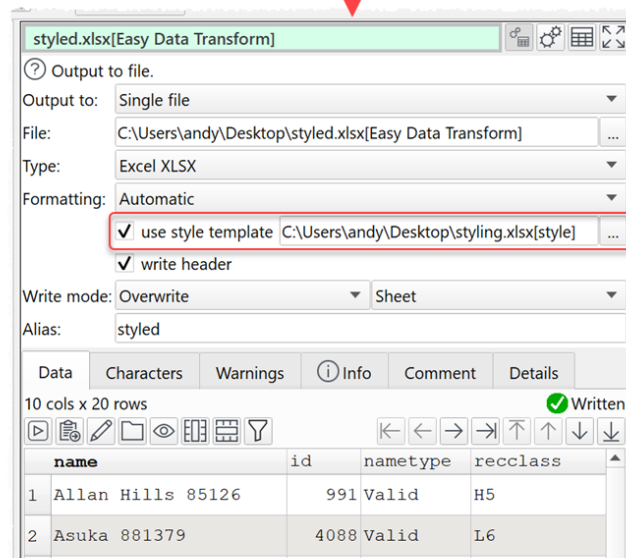 styled.xlsx[Easy Data Transform]
? Output to file.
Output to: Single file
File: C:\Users\andy\Desktop\styled.xlsx[Easy Data Transform] ...
Type: Excel XLSX
Formatting: Automatic
use style template C:\Users\andy\Desktop\styling.xlsx[style] ...
write header
Write mode: Overwrite Sheet
Alias: styled
Data Characters Warnings Info Comment Details
10 cols x 20 rows Written
name id nametype recclass
1 Allan Hills 85126 991 Valid H5
2 Asuka 881379 4088 Valid L6